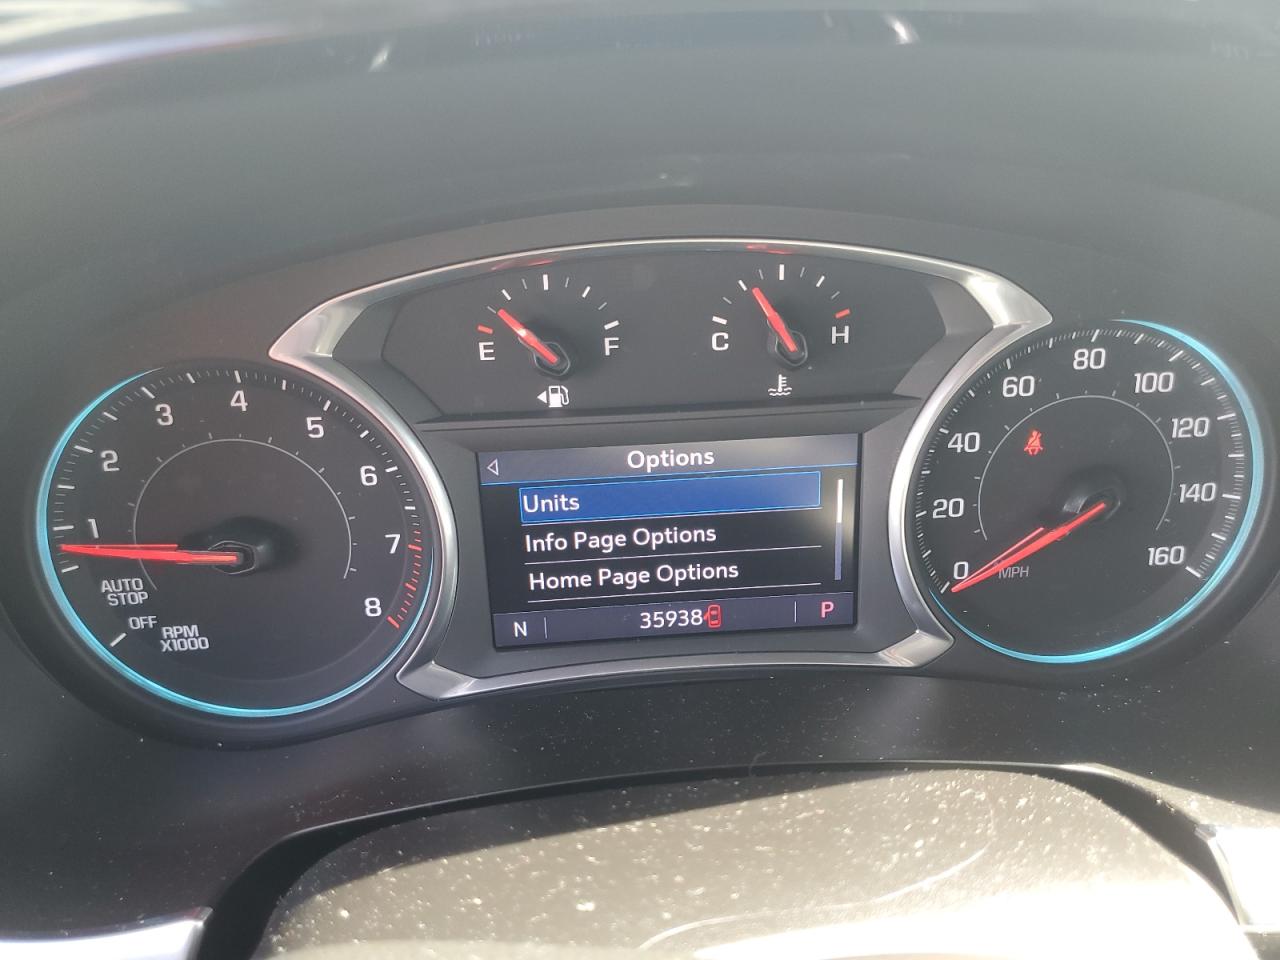 E F
C H
1 2 3 4 5 6 7 8
AUTO
STOP
OFF
RPM
X1000
Options
Units
Info Page Options
Home Page Options
N 35938 P
0 20 40 60 80 100 120 140 160
MPH